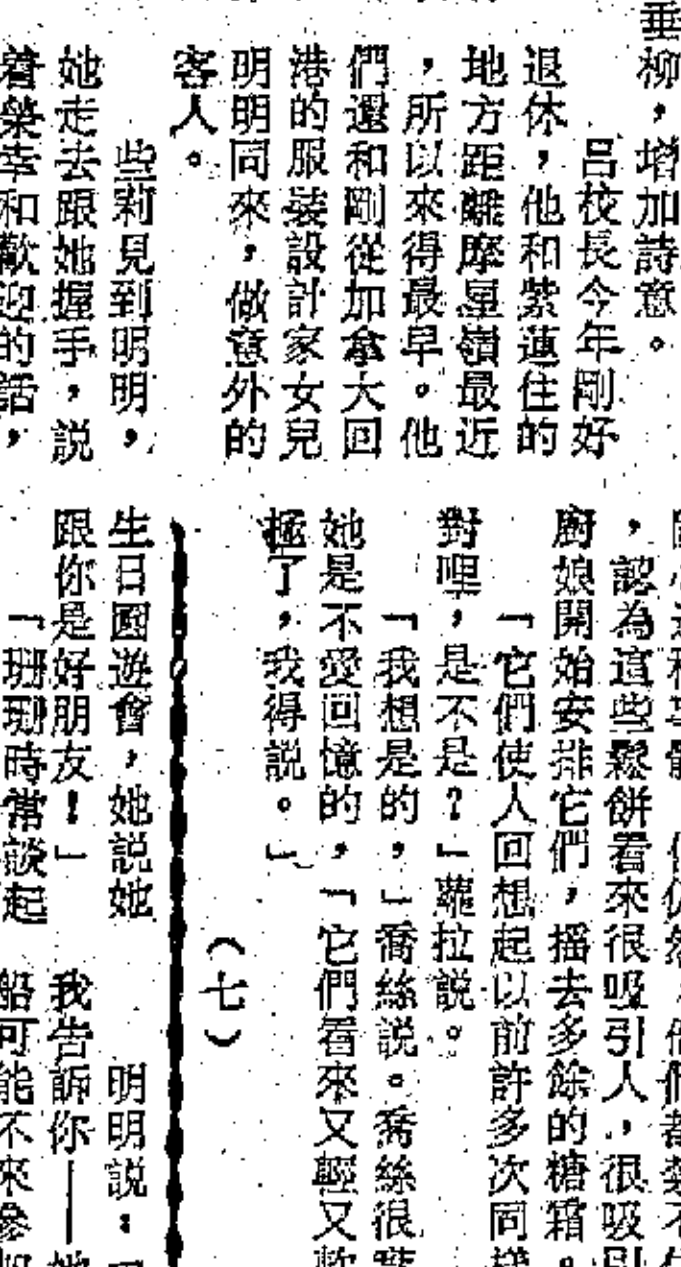 垂柳，增加詩意。
呂校長今年剛好
退休，他和紫蓮住的
地方距離摩星嶺最近
，所以來得最早。他
們還和剛從加拿大回
港的服裝設計家女兒
明明同來，做意外的
客人。
些莉見到明明，
她走去跟她握手，説
着榮幸和歡迎的話，
，認為這些鬆餅看來很吸引人，很吸引
廚娘開始安排它們，摇去多餘的糖霜。
「它們使人回想起以前許多次同樣
對哩，是不是？」蘿拉説。
「我想是的，」喬絲説。喬絲很
她是不愛回憶的，「它們看來又輕又軟
極了，我得説。」
（七）
生日園遊會，她説她
跟你是好朋友！」
「珊珊時常談起
明明説：「
我告訴你——她
船可能不來參加